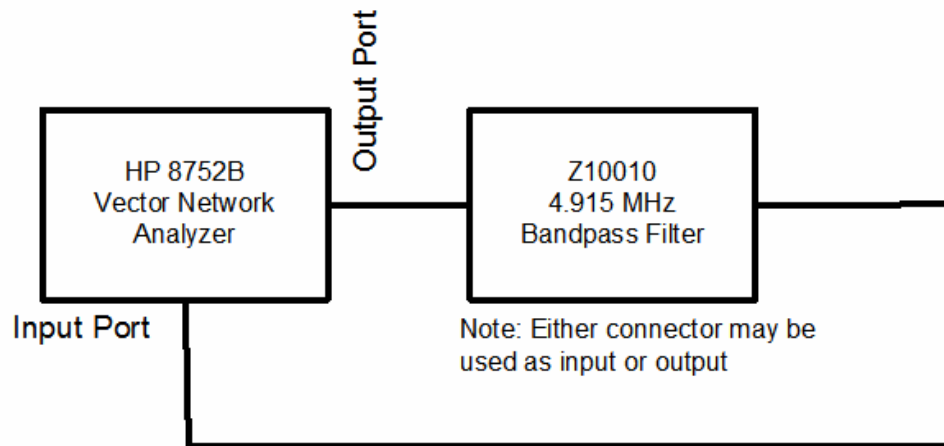 Output Port
HP 8752B
Vector Network
Analyzer
Z10010
4.915 MHz
Bandpass Filter
Input Port
Note: Either connector may be
used as input or output